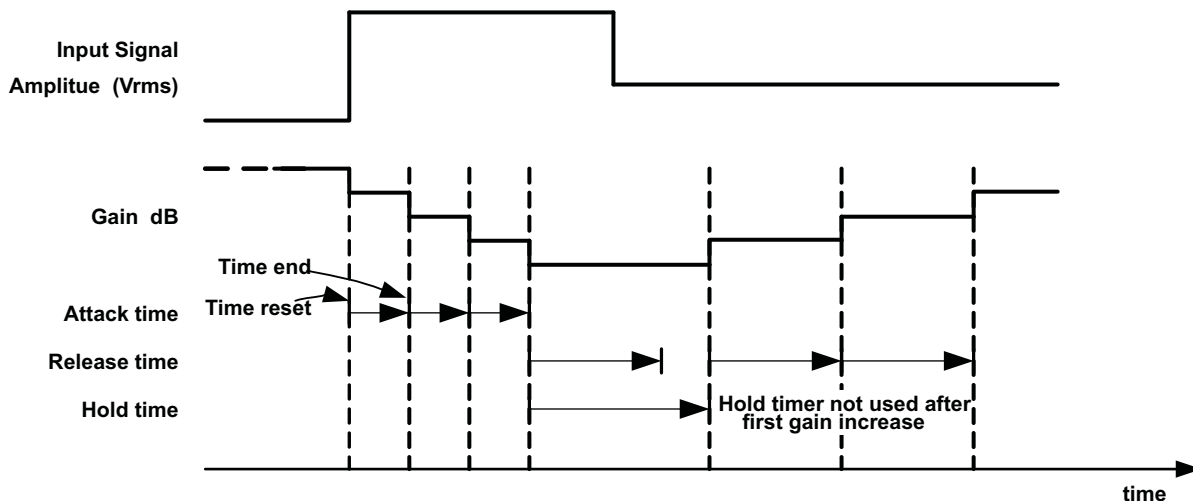 Input Signal
Amplitue (Vrms)
Gain dB
Time end
Time reset
Attack time
Release time
Hold time
Hold timer not used after
first gain increase
time